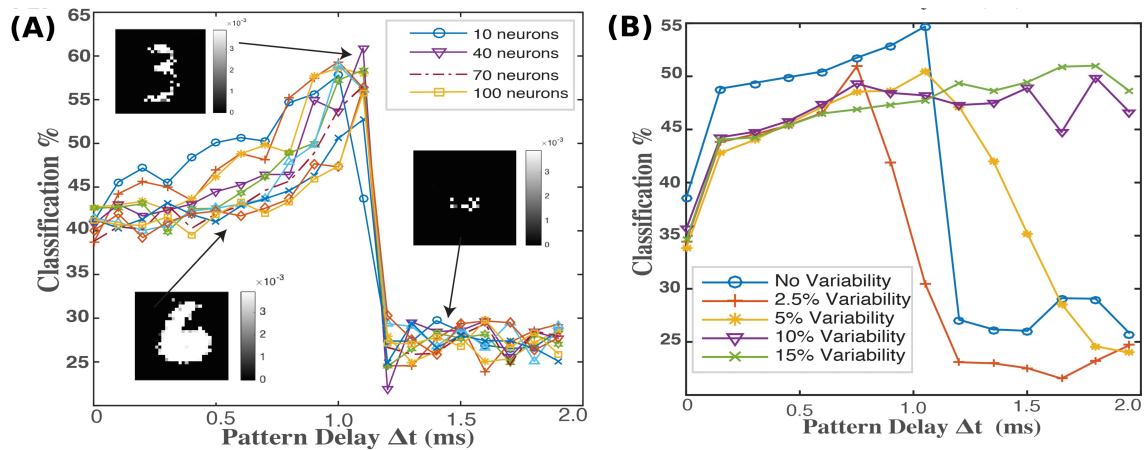 (A)
65
60
55
50
45
40
35
30
25
Classification %
0
0.5
1.0
1.5
2.0
Pattern Delay Δt (ms)
10 neurons
40 neurons
70 neurons
100 neurons
×10⁻³
3
2
1
0
×10⁻³
3
2
1
0
×10⁻³
3
2
1
0
(B)
55
50
45
40
35
30
25
Classification %
0
0.5
1.0
1.5
2.0
Pattern Delay Δt (ms)
No Variability
2.5% Variability
5% Variability
10% Variability
15% Variability